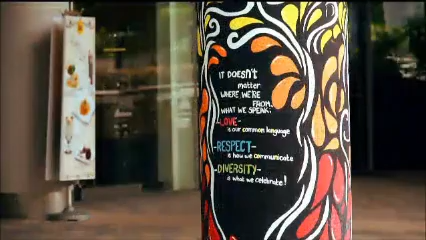 IT DOESN'T
matter
WHERE WE'RE
FROM.
WHAT WE SPEAK.
LOVE-
is our common language
-RESPECT-
is how we communicate
-DIVERSITY-
is what we celebrate!